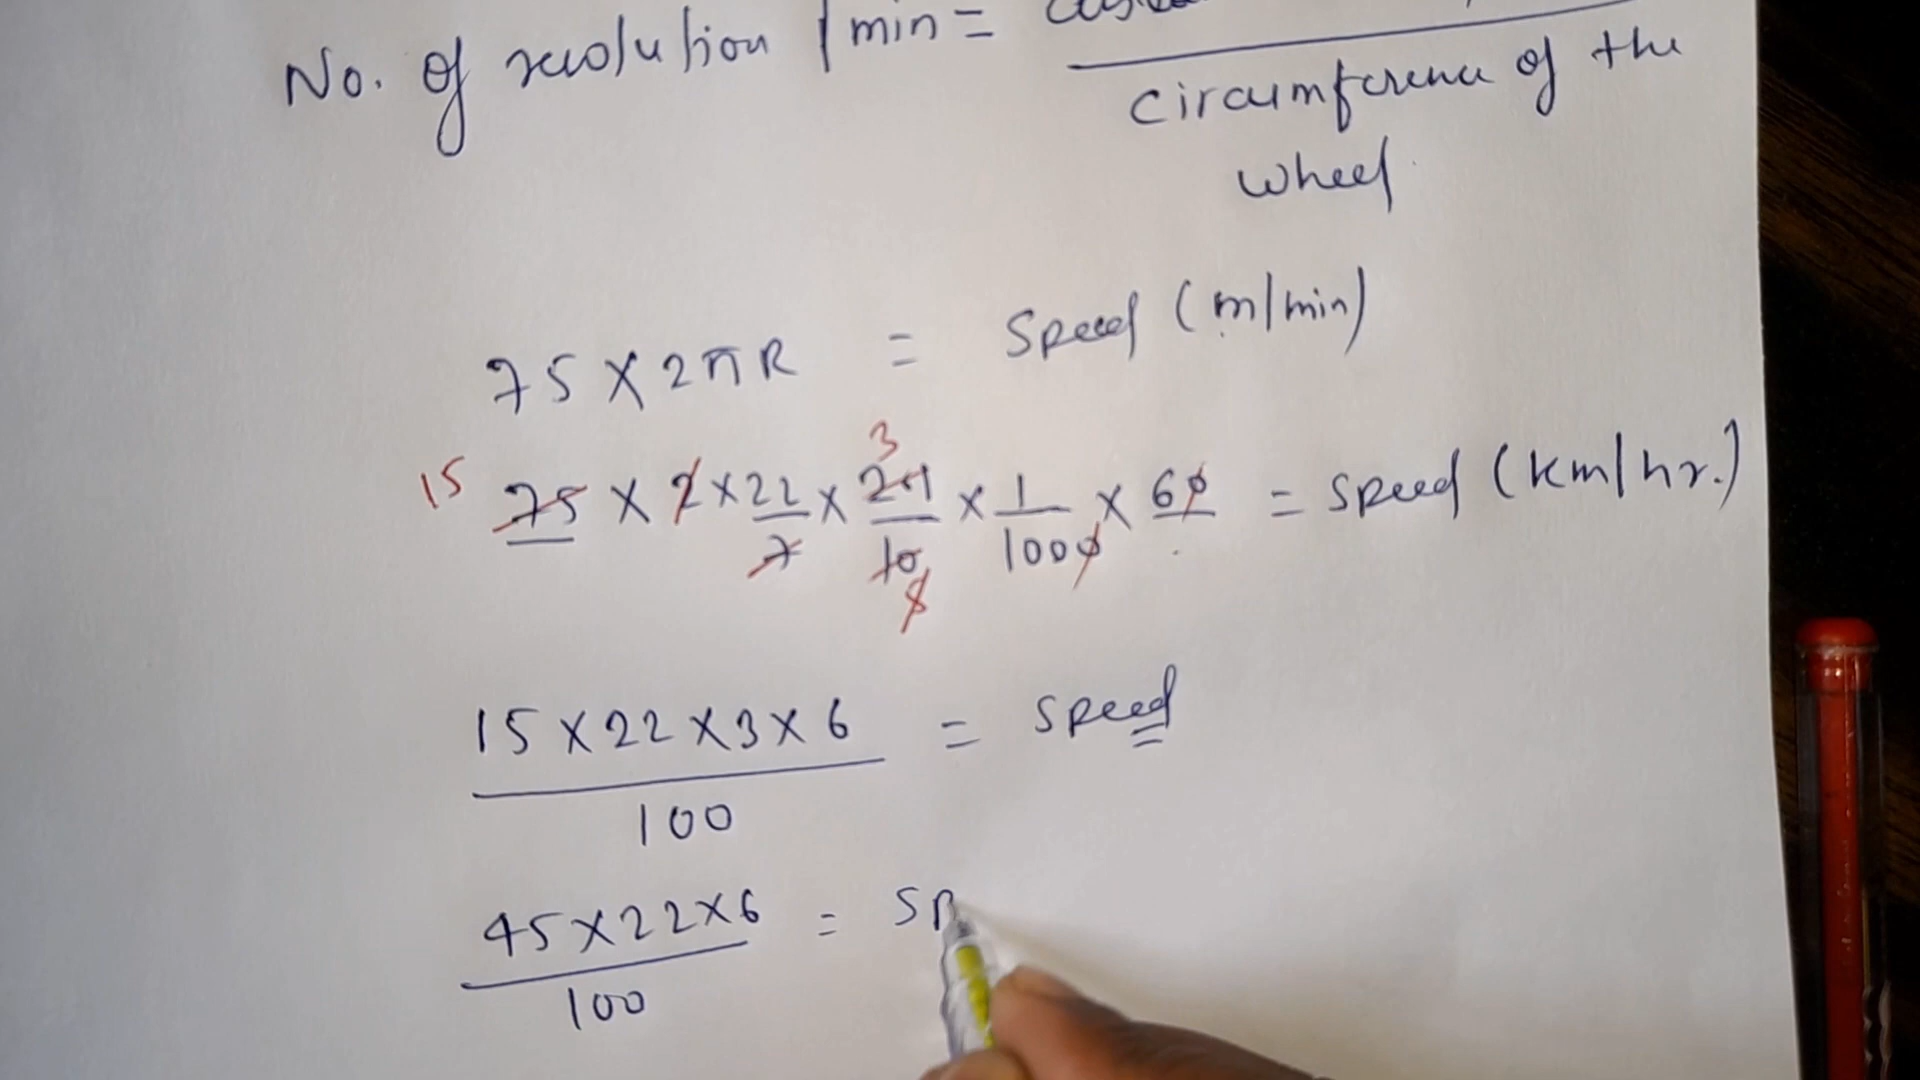 No. of revolution / min =
circumference of the
wheel
75 × 2πR = Speed (m/min)
15 3
75 × 2 × 22/7 × 21/10 × 1/1000 × 60 = Speed (km/hr.)
5
15 × 22 × 3 × 6 = Speed
100
45 × 22 × 6 = Sp
100